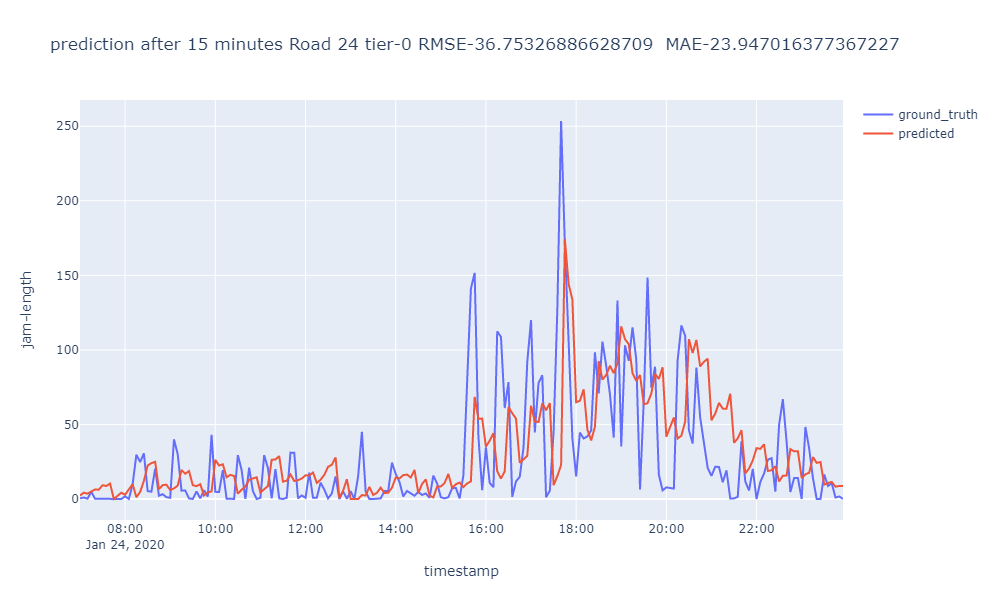 prediction after 15 minutes Road 24 tier-0 RMSE-36.75326886628709  MAE-23.947016377367227
ground_truth
predicted
250
200
150
100
50
0
jam-length
08:00 10:00 12:00 14:00 16:00 18:00 20:00 22:00
Jan 24, 2020
timestamp